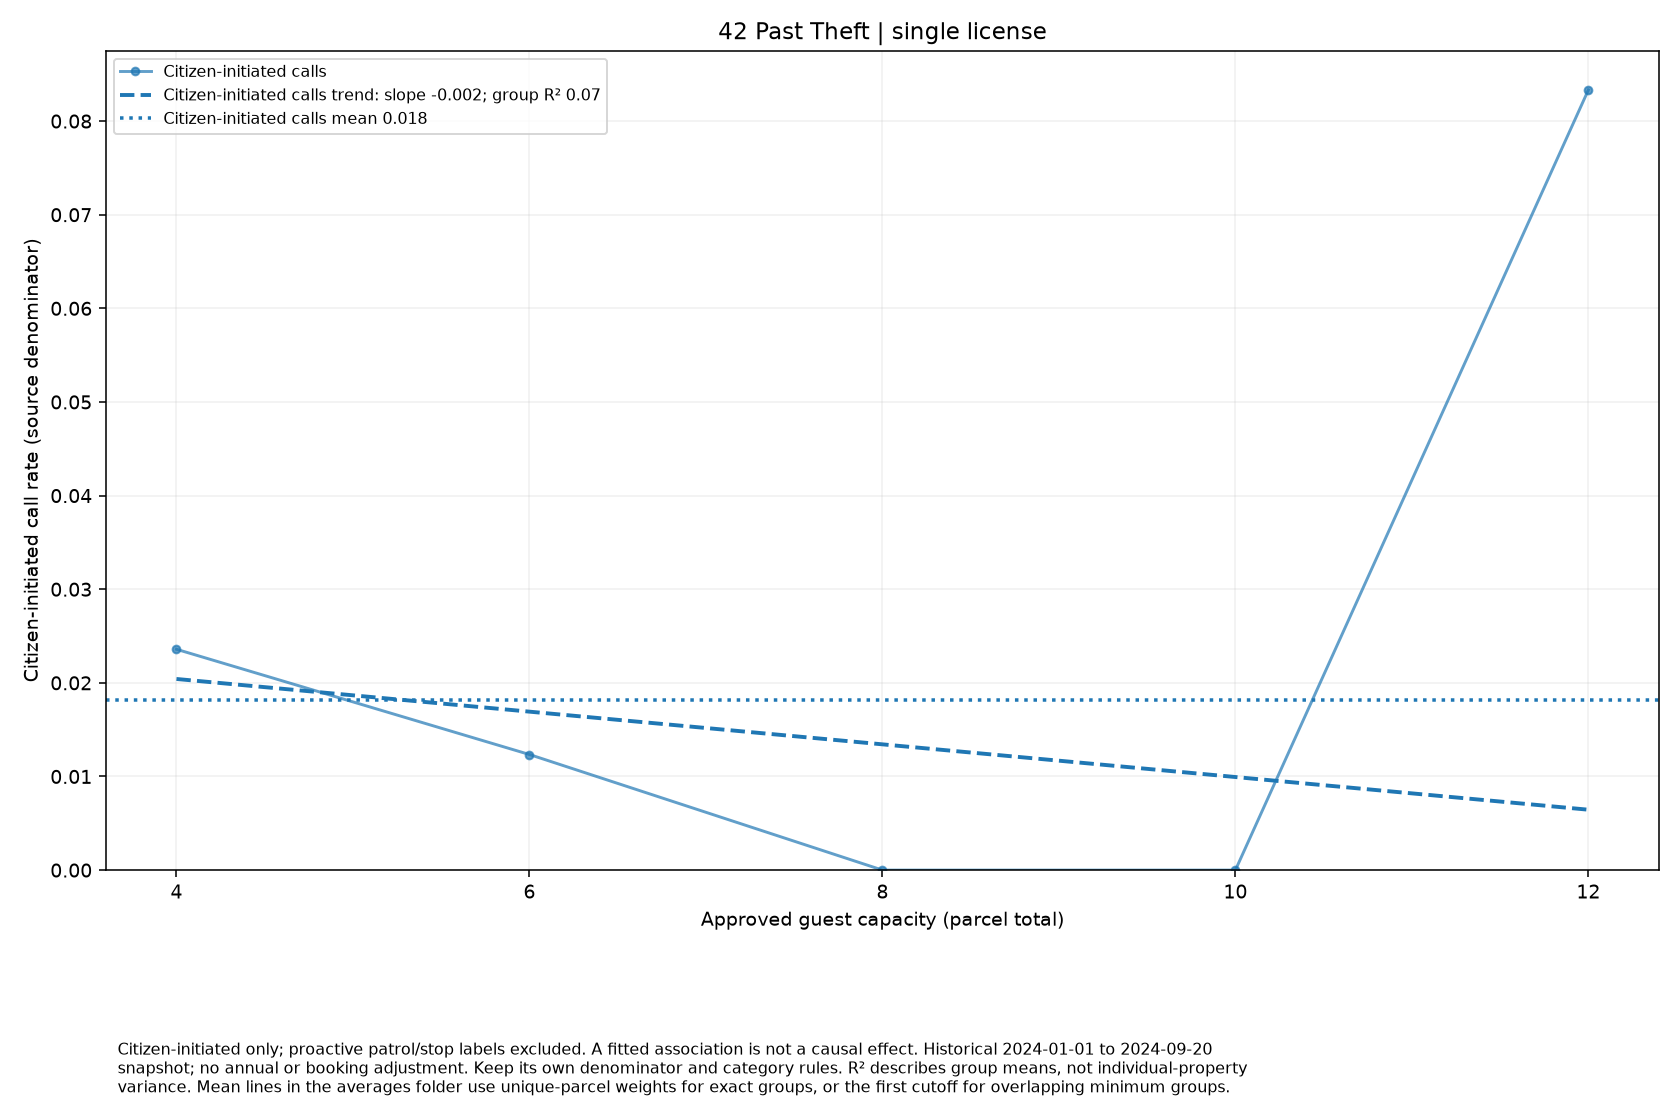 42 Past Theft | single license
Citizen-initiated calls
Citizen-initiated calls trend: slope -0.002; group R² 0.07
Citizen-initiated calls mean 0.018
Citizen-initiated call rate (source denominator)
0.08
0.07
0.06
0.05
0.04
0.03
0.02
0.01
0.00
4 6 8 10 12
Approved guest capacity (parcel total)
Citizen-initiated only; proactive patrol/stop labels excluded. A fitted association is not a causal effect. Historical 2024-01-01 to 2024-09-20
snapshot; no annual or booking adjustment. Keep its own denominator and category rules. R² describes group means, not individual-property
variance. Mean lines in the averages folder use unique-parcel weights for exact groups, or the first cutoff for overlapping minimum groups.